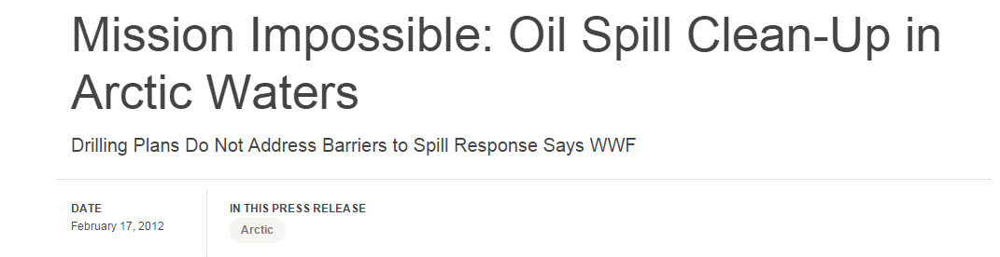 Mission Impossible: Oil Spill Clean-Up in
Arctic Waters
Drilling Plans Do Not Address Barriers to Spill Response Says WWF
DATE
February 17, 2012
IN THIS PRESS RELEASE
Arctic